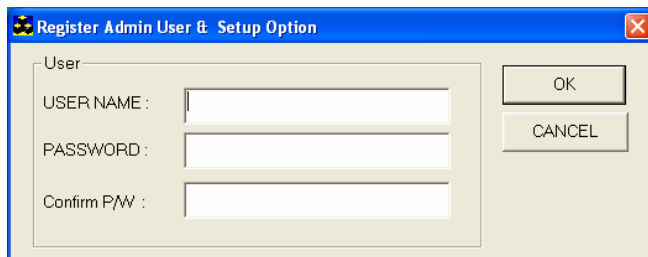 Register Admin User & Setup Option
User
USER NAME :
PASSWORD :
Confirm P/W :
OK
CANCEL